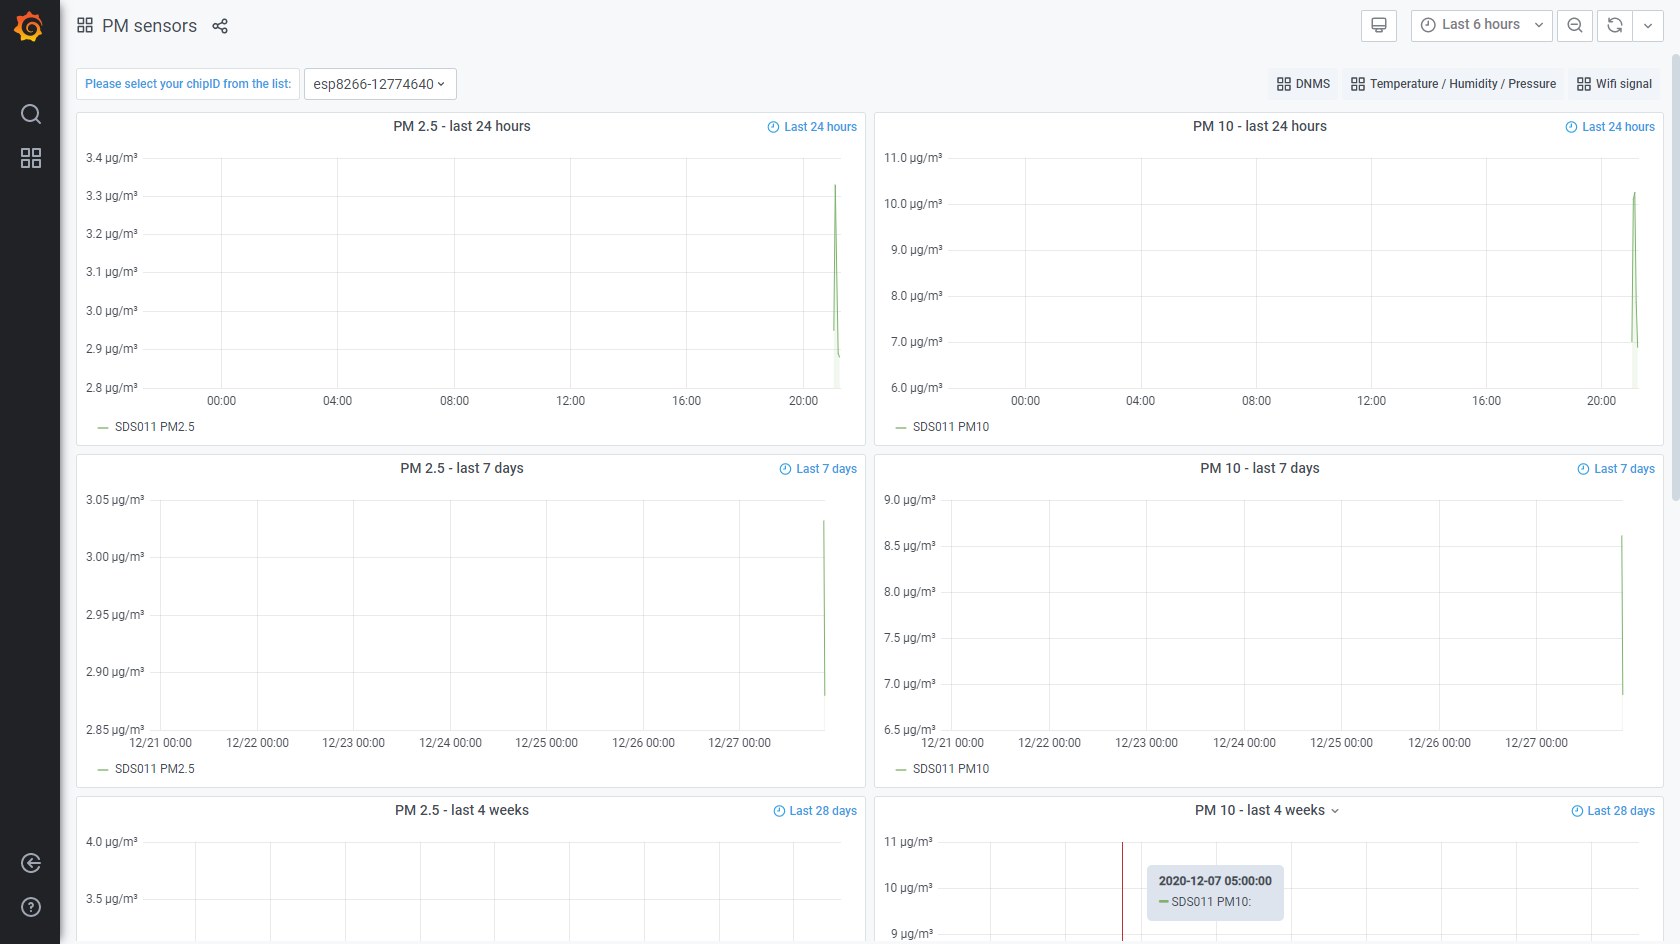 PM sensors
Last 6 hours
Please select your chipID from the list:
esp8266-12774640
DNMS
Temperature / Humidity / Pressure
Wifi signal
PM 2.5 - last 24 hours
Last 24 hours
3.4 µg/m³
3.3 µg/m³
3.2 µg/m³
3.1 µg/m³
3.0 µg/m³
2.9 µg/m³
2.8 µg/m³
00:00 04:00 08:00 12:00 16:00 20:00
SDS011 PM2.5
PM 10 - last 24 hours
Last 24 hours
11.0 µg/m³
10.0 µg/m³
9.0 µg/m³
8.0 µg/m³
7.0 µg/m³
6.0 µg/m³
00:00 04:00 08:00 12:00 16:00 20:00
SDS011 PM10
PM 2.5 - last 7 days
Last 7 days
3.05 µg/m³
3.00 µg/m³
2.95 µg/m³
2.90 µg/m³
2.85 µg/m³
12/21 00:00 12/22 00:00 12/23 00:00 12/24 00:00 12/25 00:00 12/26 00:00 12/27 00:00
SDS011 PM2.5
PM 10 - last 7 days
Last 7 days
9.0 µg/m³
8.5 µg/m³
8.0 µg/m³
7.5 µg/m³
7.0 µg/m³
6.5 µg/m³
12/21 00:00 12/22 00:00 12/23 00:00 12/24 00:00 12/25 00:00 12/26 00:00 12/27 00:00
SDS011 PM10
PM 2.5 - last 4 weeks
Last 28 days
4.0 µg/m³
3.5 µg/m³
PM 10 - last 4 weeks
Last 28 days
11 µg/m³
10 µg/m³
9 µg/m³
2020-12-07 05:00:00
SDS011 PM10: